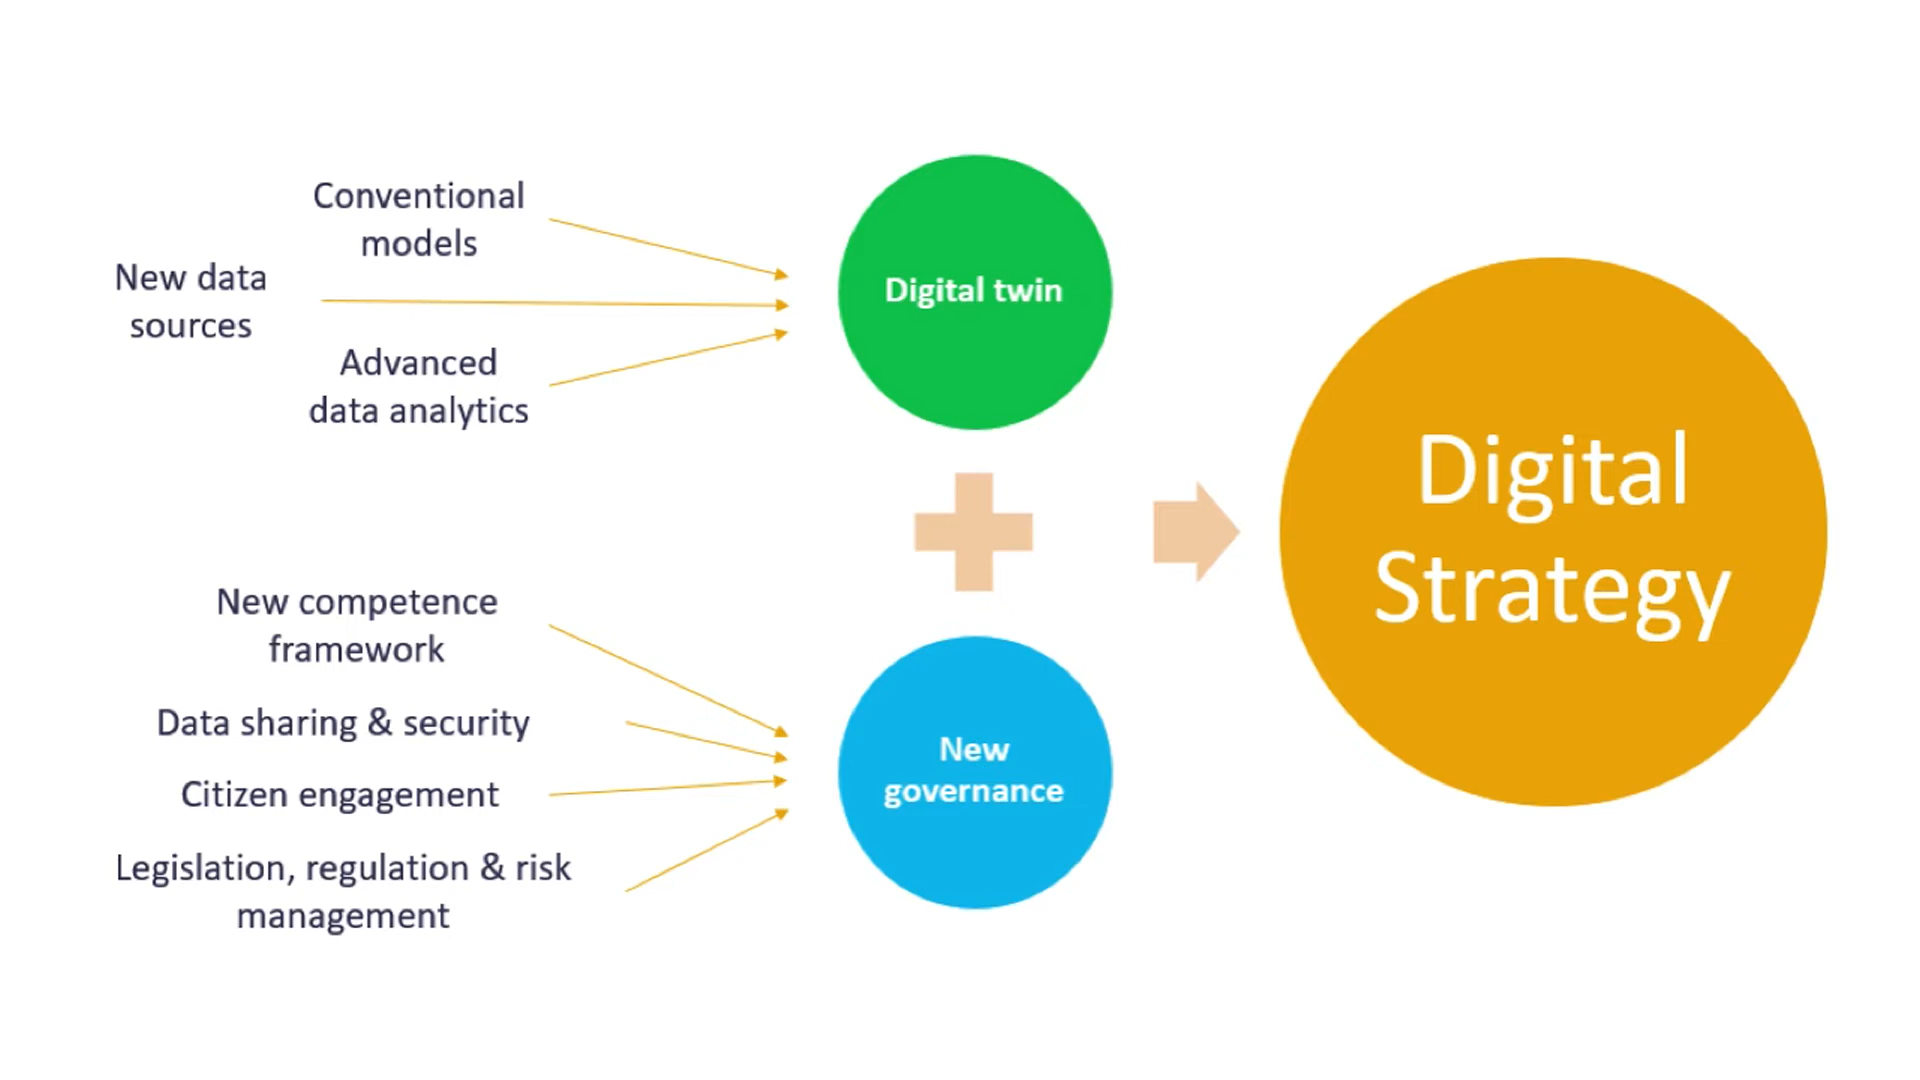 Conventional
models
New data
sources
Advanced
data analytics
Digital twin
New competence
framework
Data sharing & security
Citizen engagement
Legislation, regulation & risk
management
New
governance
Digital
Strategy